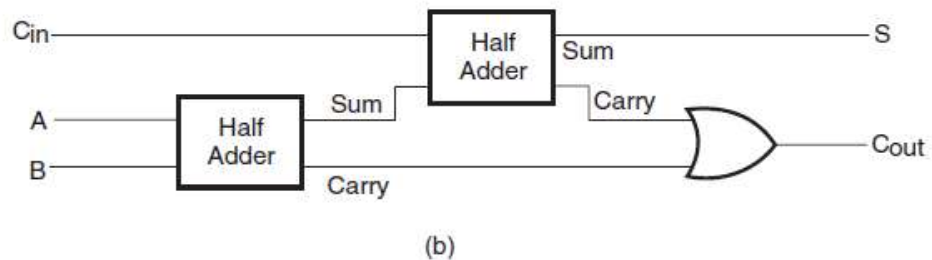 Cin
S
Half
Adder
Sum
Sum
Carry
A
Half
Adder
B
Cout
Carry
(b)